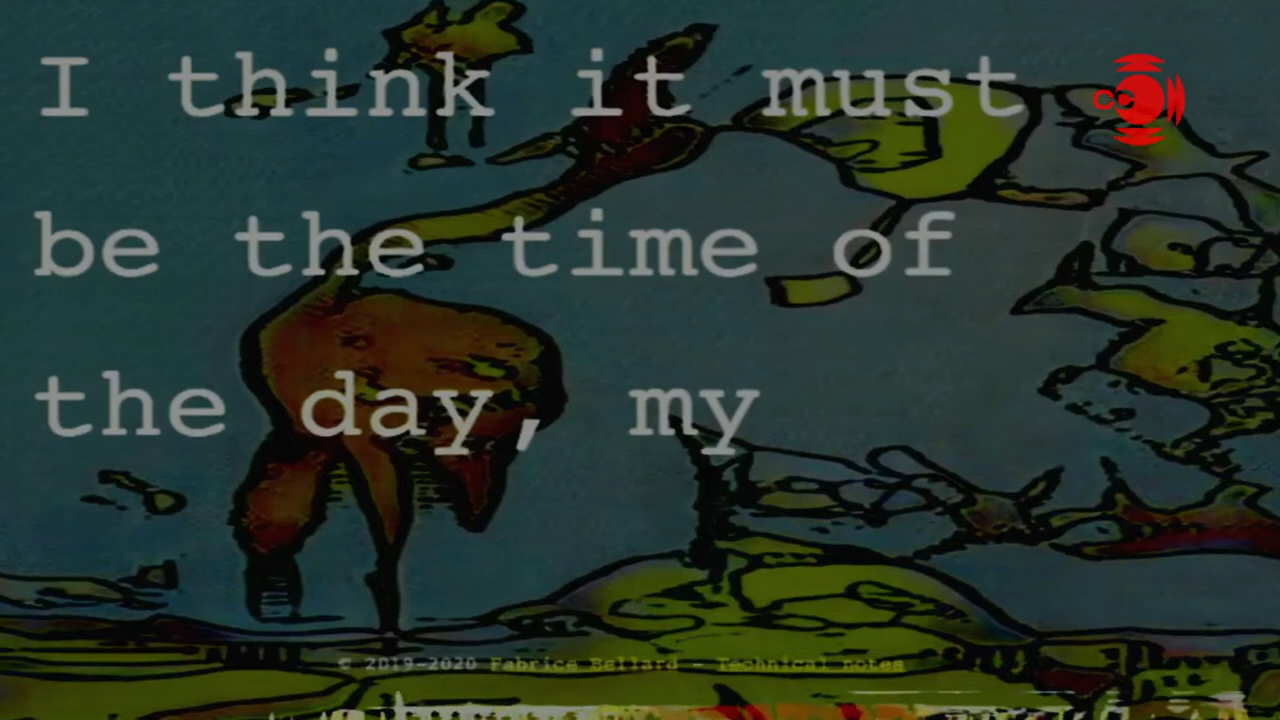 I think it must
be the time of
the day, my
© 2019-2020 Fabrice Bellard - Technical notes